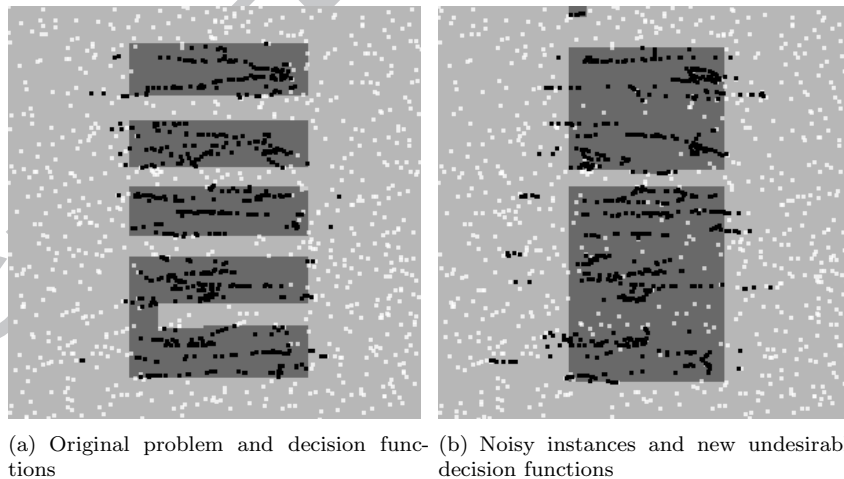 (a) Original problem and decision func-
tions
(b) Noisy instances and new undesirab
decision functions